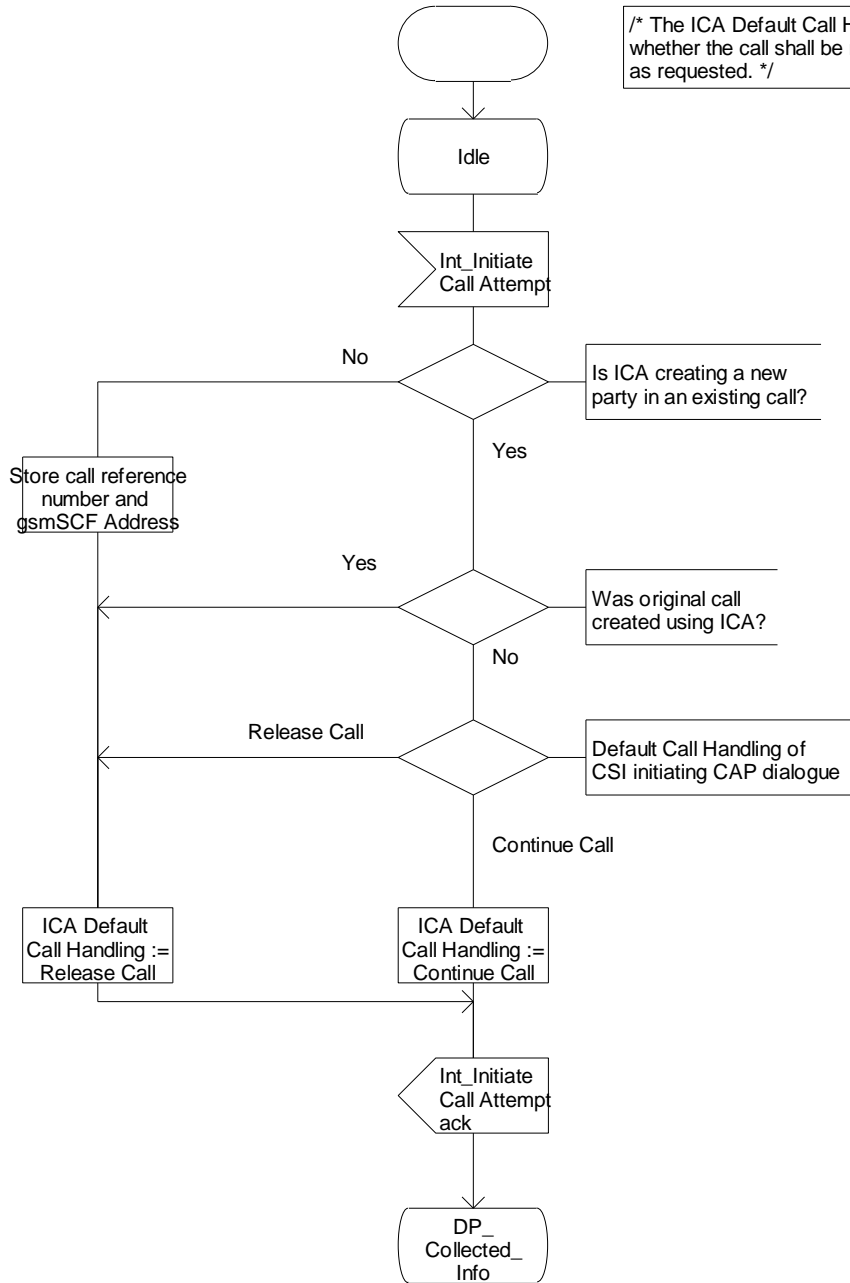 /* The ICA Default Call
whether the call shall be
as requested. */
Idle
Int_Initiate
Call Attempt
No
Is ICA creating a new
party in an existing call?
Yes
Store call reference
number and
gsmSCF Address
Yes
Was original call
created using ICA?
No
Release Call
Default Call Handling of
CSI initiating CAP dialogue
Continue Call
ICA Default
Call Handling :=
Release Call
ICA Default
Call Handling :=
Continue Call
Int_Initiate
Call Attempt
ack
DP_
Collected_
Info